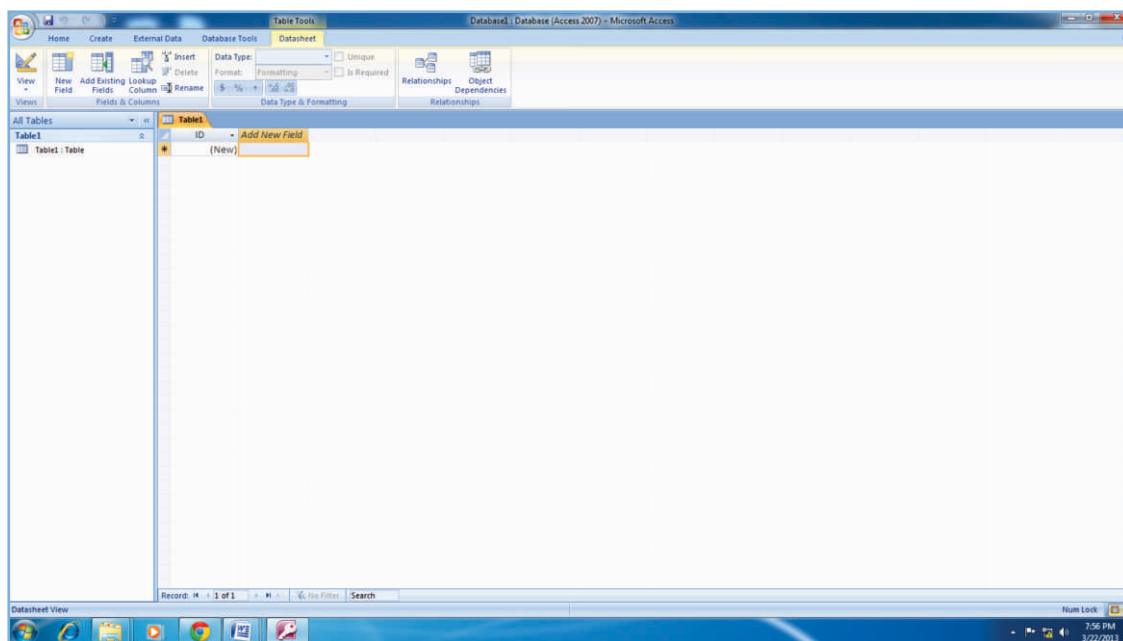 Table Tools
Database1 : Database (Access 2007) - Microsoft Access
Home Create External Data Database Tools Datasheet
View
New Field
Add Existing Fields
Lookup Column
Insert
Delete
Rename
Data Type:
Format: Formatting
$ % ,
Unique
Is Required
Relationships
Object Dependencies
Views Fields & Columns Data Type & Formatting Relationships
All Tables
Table1
Table1
ID Add New Field
Table1 : Table
(New)
Record: 1 of 1 No Filter Search
Datasheet View
Num Lock
7:56 PM
3/22/2013